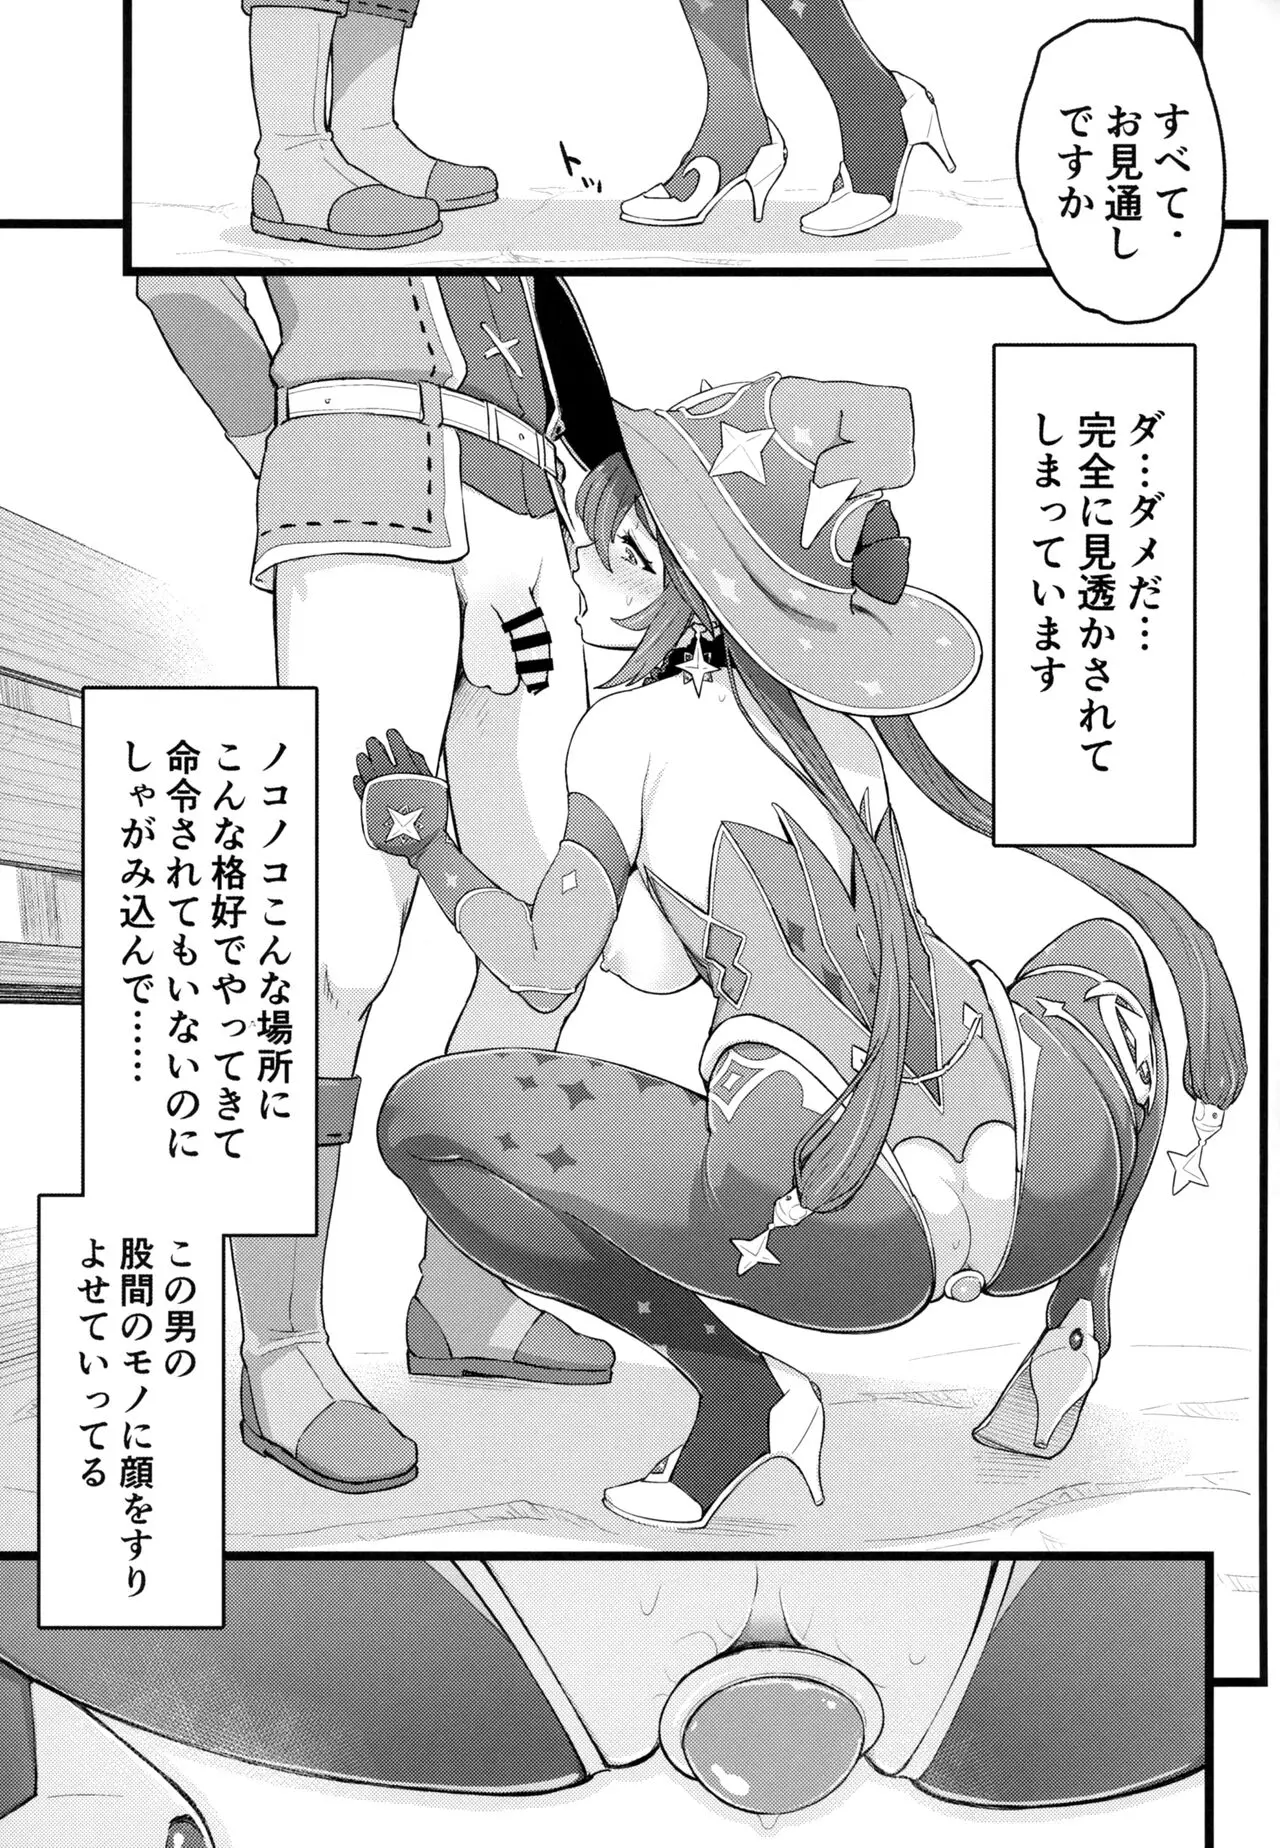 すべて・
お見通し
ですか
トッ
ダ…ダメだ…
完全に見透かされて
しまっています
ノコノコこんな場所に
こんな格好でやってきて
命令されてもいないのに
しゃがみ込んで……
この男の
股間のモノに顔をすり
よせていってる